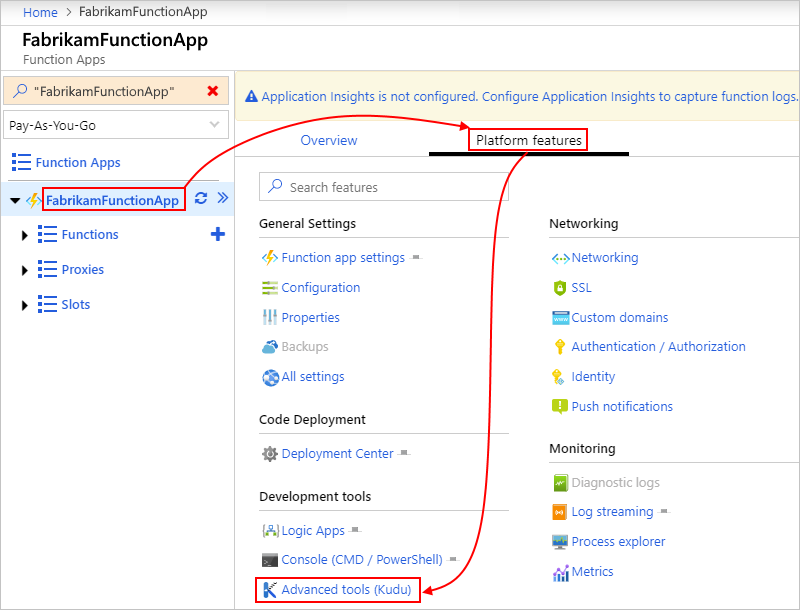 Home > FabrikamFunctionApp
FabrikamFunctionApp
Function Apps
"FabrikamFunctionApp"
Pay-As-You-Go
Function Apps
FabrikamFunctionApp
Functions
Proxies
Slots
Application Insights is not configured. Configure Application Insights to capture function logs.
Overview
Platform features
Search features
General Settings
Function app settings
Configuration
Properties
Backups
All settings
Code Deployment
Deployment Center
Development tools
Logic Apps
Console (CMD / PowerShell)
Advanced tools (Kudu)
Networking
Networking
SSL
Custom domains
Authentication / Authorization
Identity
Push notifications
Monitoring
Diagnostic logs
Log streaming
Process explorer
Metrics